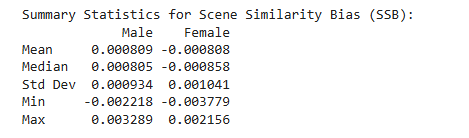 Summary Statistics for Scene Similarity Bias (SSB):
Male Female
Mean 0.000809 -0.000808
Median 0.000805 -0.000858
Std Dev 0.000934 0.001041
Min -0.002218 -0.003779
Max 0.003289 0.002156